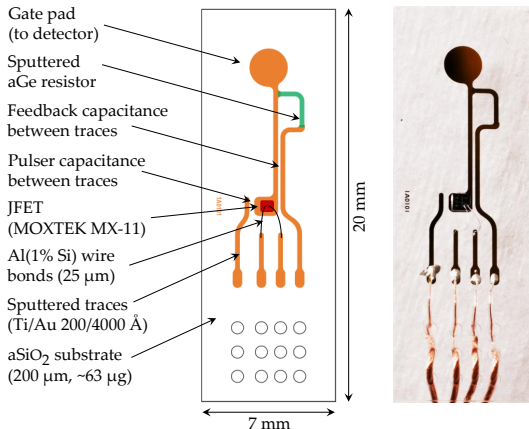 Gate pad
(to detector)
Sputtered
aGe resistor
Feedback capacitance
between traces
Pulser capacitance
between traces
JFET
(MOXTEK MX-11)
Al(1% Si) wire
bonds (25 μm)
Sputtered traces
(Ti/Au 200/4000 Å)
aSiO₂ substrate
(200 μm, ~63 μg)
1A0101
20 mm
7 mm
1A0101